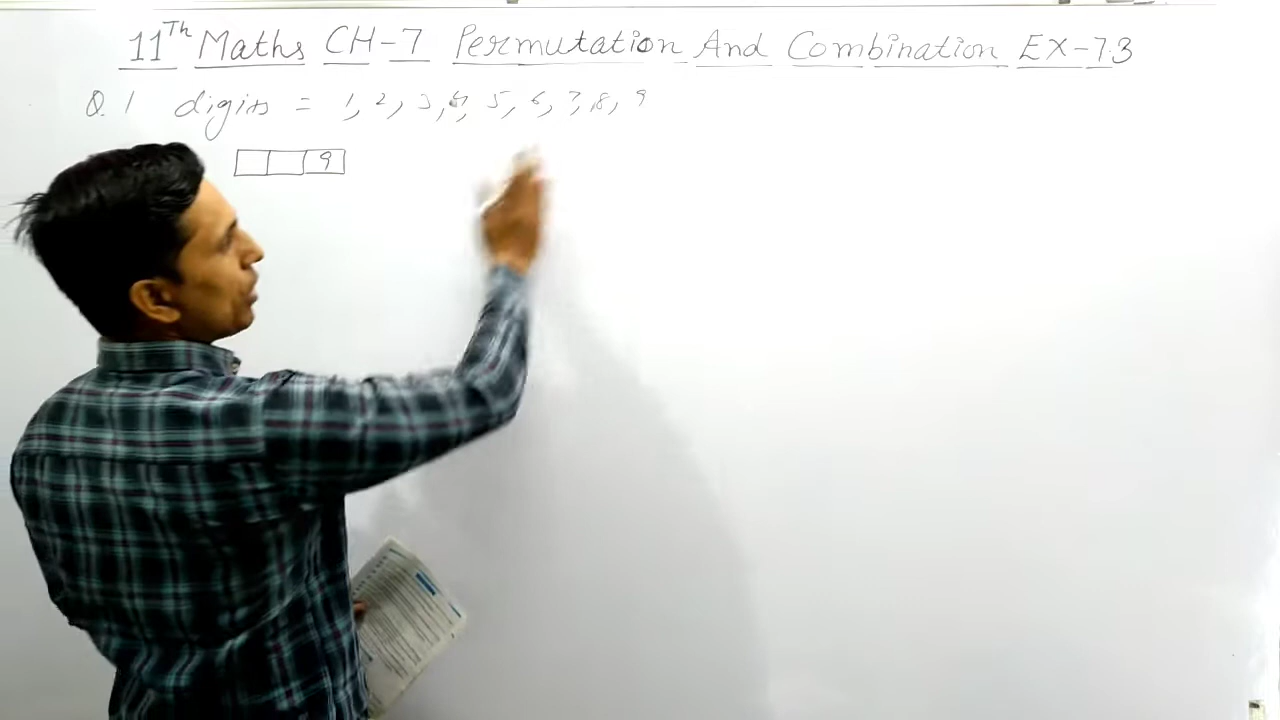 11Th Maths CH-7 Permutation And Combination EX-7.3
Q. 1 digits = 1, 2, 3, 4, 5, 6, 7, 8, 9
9